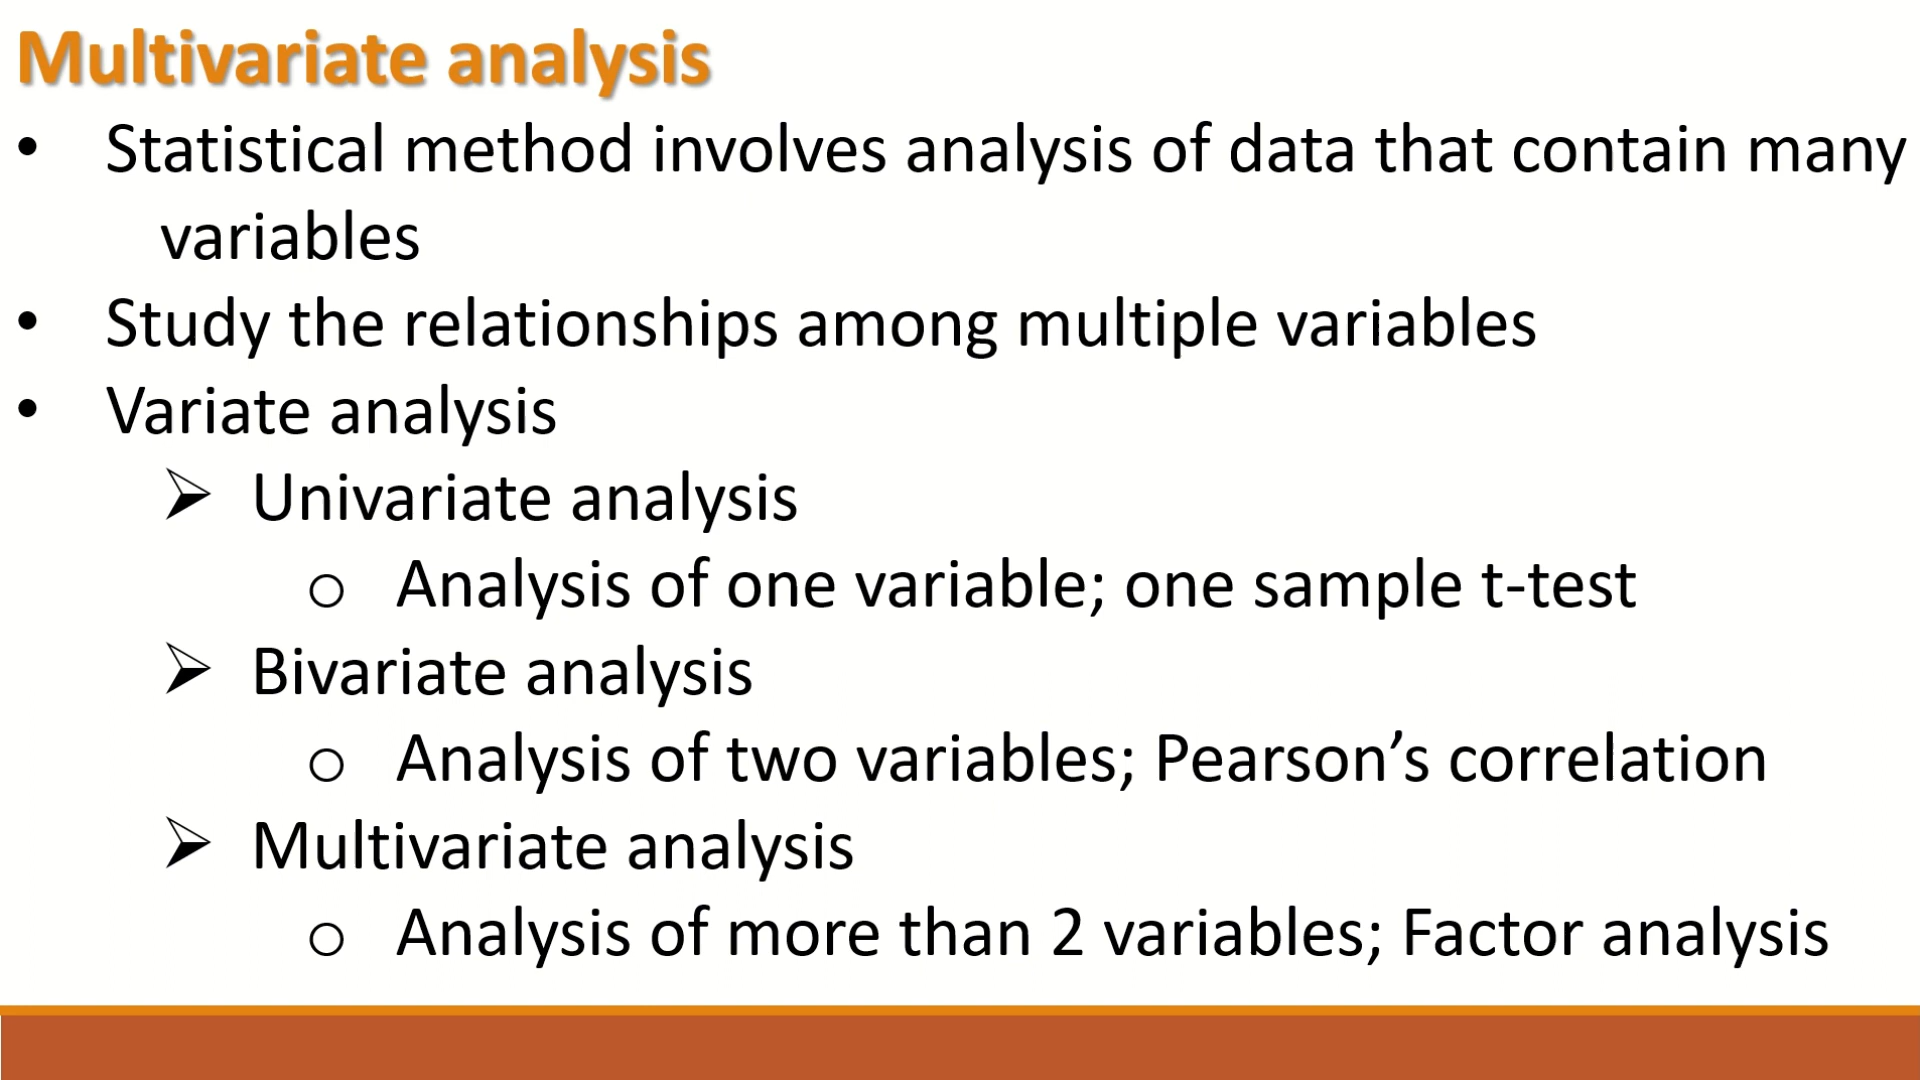 Multivariate analysis
• Statistical method involves analysis of data that contain many
variables
• Study the relationships among multiple variables
• Variate analysis
➢ Univariate analysis
o Analysis of one variable; one sample t-test
➢ Bivariate analysis
o Analysis of two variables; Pearson’s correlation
➢ Multivariate analysis
o Analysis of more than 2 variables; Factor analysis